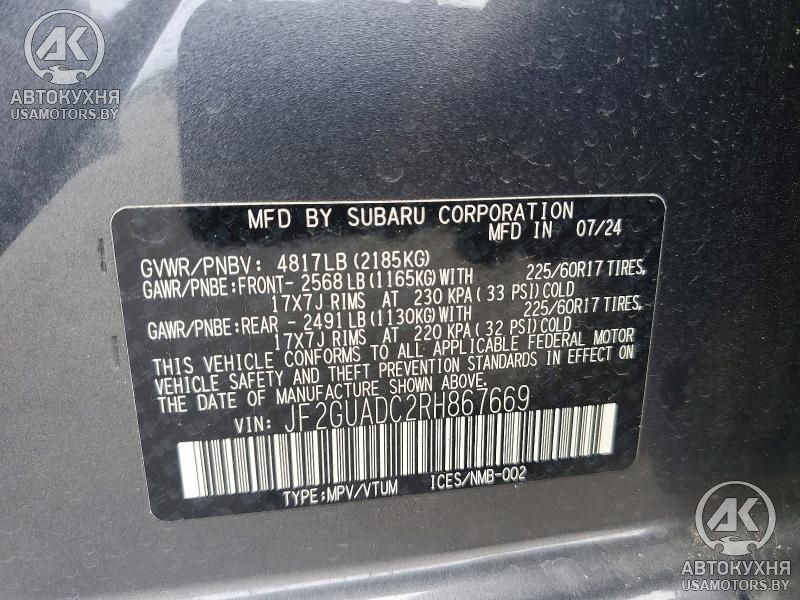 АК
АВТОКУХНЯ
USAMOTORS.BY
MFD BY SUBARU CORPORATION
MFD IN 07/24
GVWR/PNBV: 4817LB (2185KG)
GAWR/PNBE:FRONT- 2568LB (1165KG)WITH 225/60R17 TIRES,
17X7J RIMS AT 230 KPA (33 PSI)COLD
GAWR/PNBE:REAR - 2491LB (1130KG)WITH 225/60R17 TIRES,
17X7J RIMS AT 220 KPA (32 PSI)COLD
THIS VEHICLE CONFORMS TO ALL APPLICABLE FEDERAL MOTOR
VEHICLE SAFETY AND THEFT PREVENTION STANDARDS IN EFFECT ON
THE DATE OF MANUFACTURE SHOWN ABOVE.
VIN: JF2GUADC2RH867669
TYPE;MPV/VTUM ICES/NMB-002
АК
АВТОКУХНЯ
USAMOTORS.BY